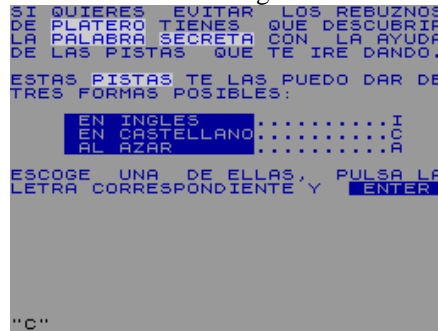 SI QUIERES EVITAR LOS REBUZNOS
DE PLATERO TIENES QUE DESCUBRIR
LA PALABRA SECRETA CON LA AYUDA
DE LAS PISTAS QUE TE IRE DANDO.
ESTAS PISTAS TE LAS PUEDO DAR DE
TRES FORMAS POSIBLES:
EN INGLES ..........I
EN CASTELLANO..........C
AL AZAR ..........A
ESCOGE UNA DE ELLAS, PULSA LA
LETRA CORRESPONDIENTE Y ENTER
"C"